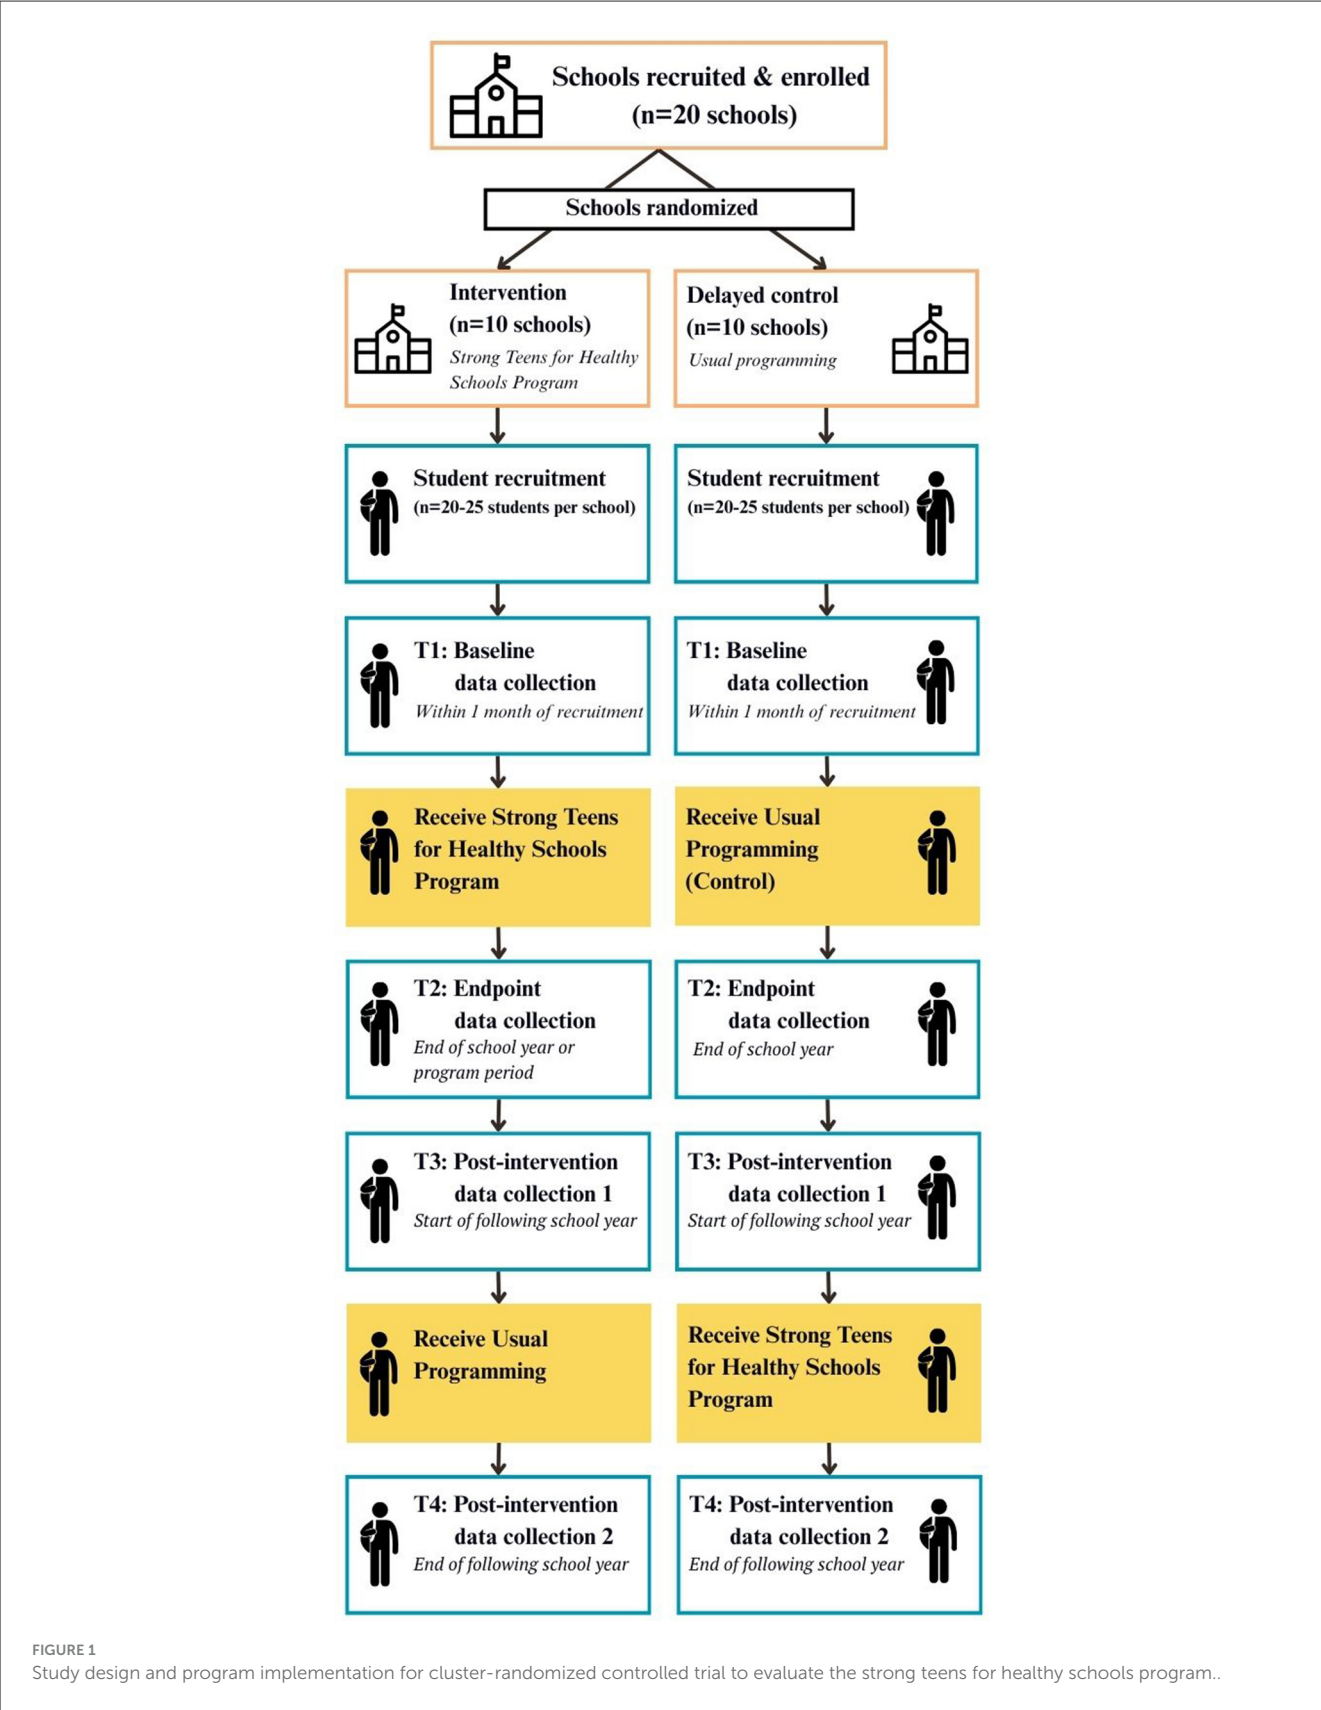 Schools recruited & enrolled
(n=20 schools)
Schools randomized
Intervention
(n=10 schools)
Strong Teens for Healthy
Schools Program
Delayed control
(n=10 schools)
Usual programming
Student recruitment
(n=20-25 students per school)
Student recruitment
(n=20-25 students per school)
T1: Baseline
data collection
Within 1 month of recruitment
T1: Baseline
data collection
Within 1 month of recruitment
Receive Strong Teens
for Healthy Schools
Program
Receive Usual
Programming
(Control)
T2: Endpoint
data collection
End of school year or
program period
T2: Endpoint
data collection
End of school year
T3: Post-intervention
data collection 1
Start of following school year
T3: Post-intervention
data collection 1
Start of following school year
Receive Usual
Programming
Receive Strong Teens
for Healthy Schools
Program
T4: Post-intervention
data collection 2
End of following school year
T4: Post-intervention
data collection 2
End of following school year
FIGURE 1
Study design and program implementation for cluster-randomized controlled trial to evaluate the strong teens for healthy schools program..